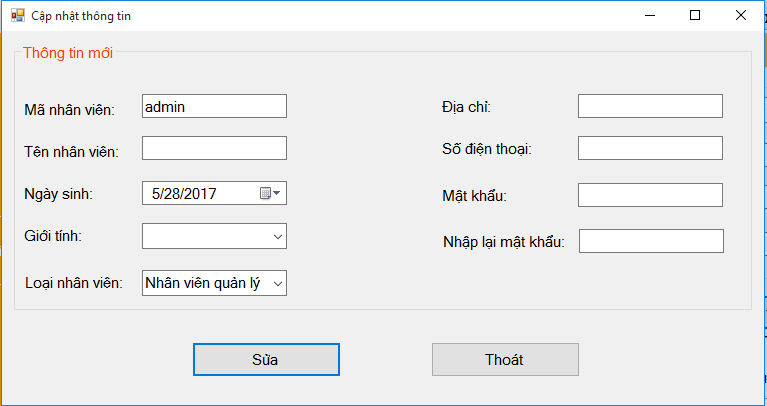 Cập nhật thông tin
Thông tin mới
Mã nhân viên: admin
Tên nhân viên:
Ngày sinh: 5/28/2017
Giới tính:
Loại nhân viên: Nhân viên quản lý
Địa chỉ:
Số điện thoại:
Mật khẩu:
Nhập lại mật khẩu:
Sửa
Thoát